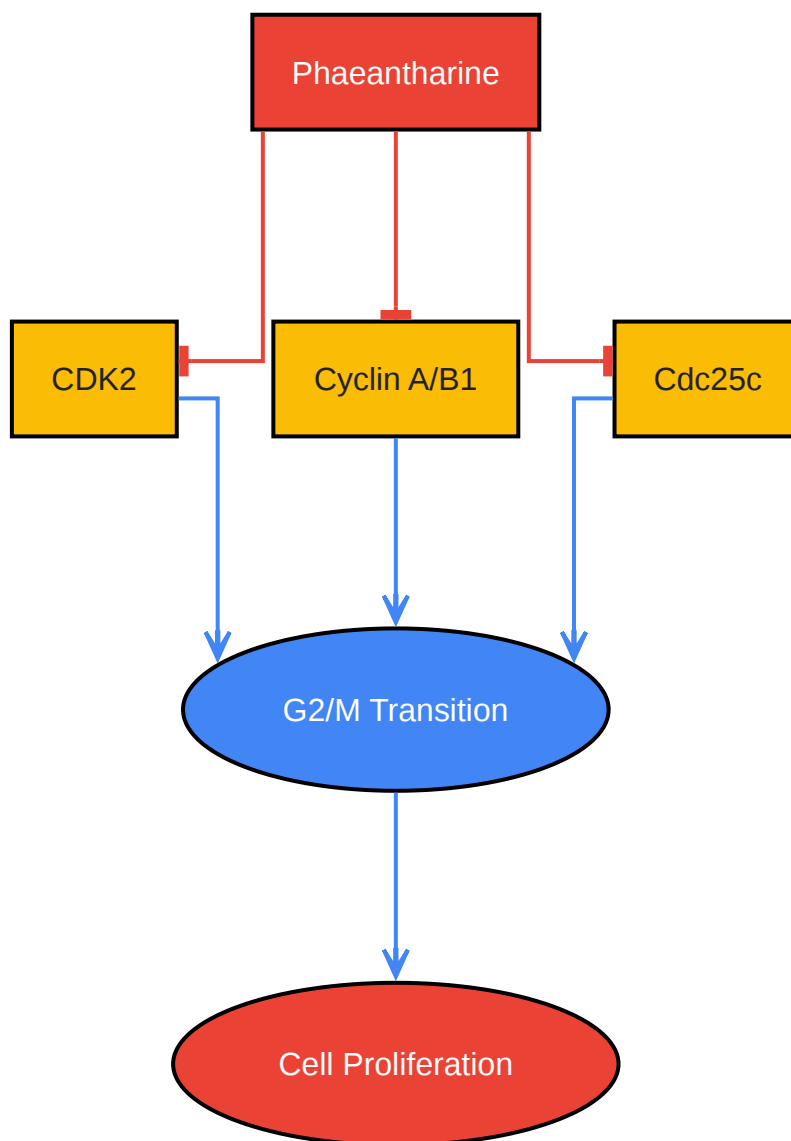 Phaeantharine
CDK2
Cyclin A/B1
Cdc25c
G2/M Transition
Cell Proliferation